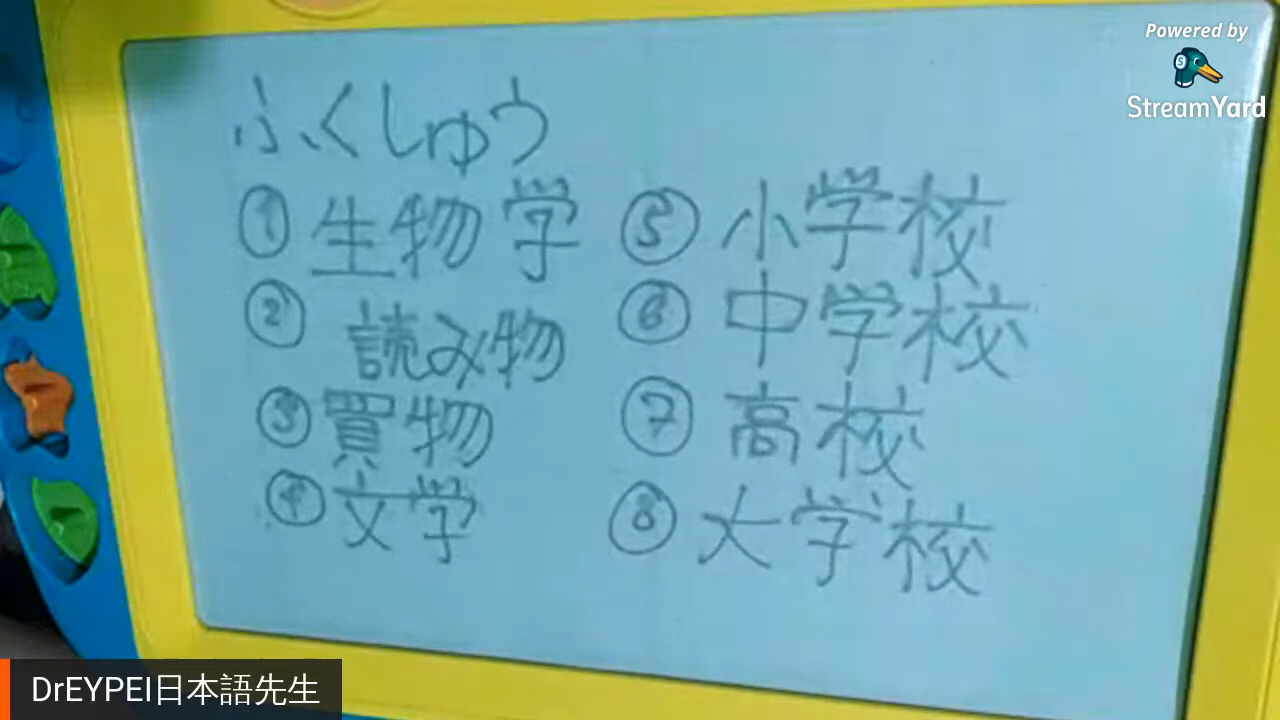 ふくしゅう
① 生物学
② 読み物
③ 買物
④ 文学
⑤ 小学校
⑥ 中学校
⑦ 高校
⑧ 大学校
Powered by
StreamYard
DrEYPEI日本語先生